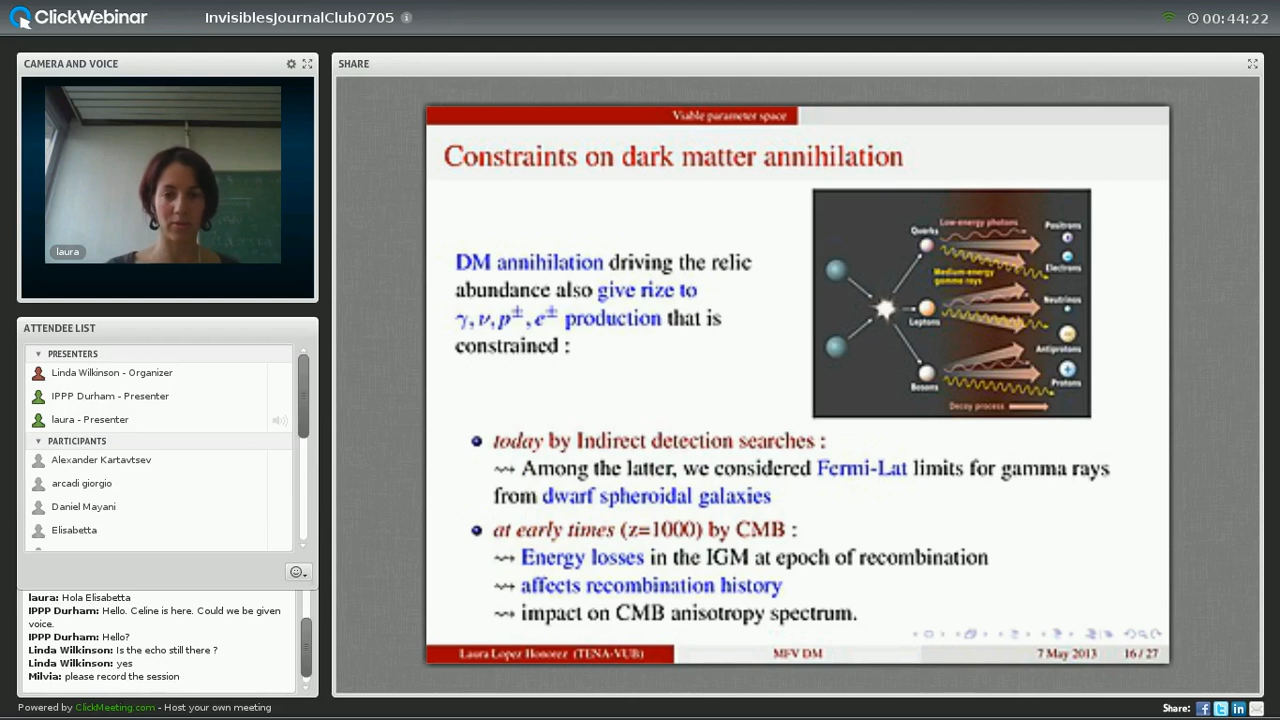 ClickWebinar
InvisiblesJournalClub0705
00:44:22
CAMERA AND VOICE
laura
ATTENDEE LIST
PRESENTERS
Linda Wilkinson - Organizer
IPPP Durham - Presenter
laura - Presenter
PARTICIPANTS
Alexander Kartavtsev
arcadi giorgio
Daniel Mayani
Elisabetta
laura: Hola Elisabetta
IPPP Durham: Hello. Celine is here. Could we be given
voice.
IPPP Durham: Hello?
Linda Wilkinson: Is the echo still there ?
Linda Wilkinson: yes
Milvia: please record the session
SHARE
Viable parameter space
Constraints on dark matter annihilation
DM annihilation driving the relic
abundance also give rize to
γ, ν, p±, e± production that is
constrained :
Quarks
Low-energy photons
Positrons
Medium-energy
gamma rays
Electrons
Leptons
Neutrinos
Antiprotons
Bosons
Protons
Decay process
today by Indirect detection searches :
⇝ Among the latter, we considered Fermi-Lat limits for gamma rays
from dwarf spheroidal galaxies
at early times (z=1000) by CMB :
⇝ Energy losses in the IGM at epoch of recombination
⇝ affects recombination history
⇝ impact on CMB anisotropy spectrum.
Laura Lopez Honorez (TENA-VUB)
MFV DM
7 May 2013
16 / 27
Powered by ClickMeeting.com - Host your own meeting
Share: